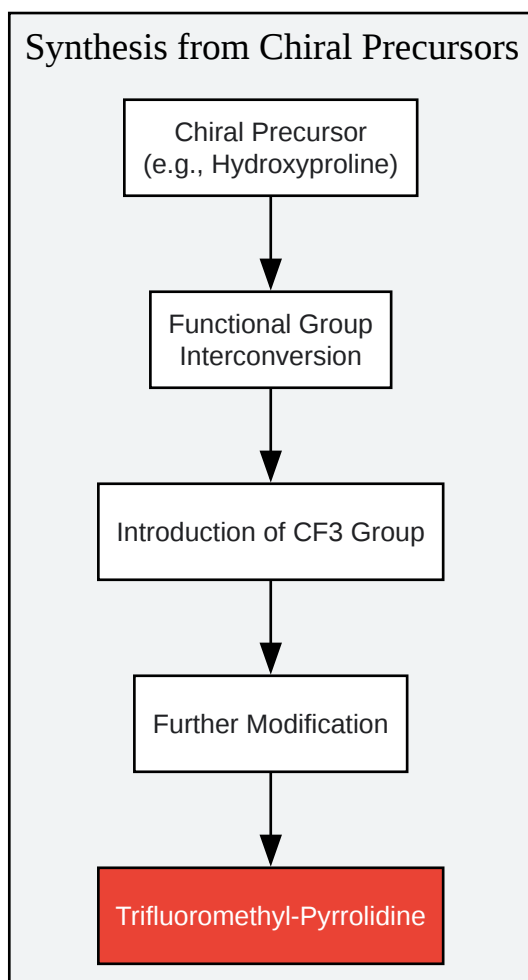 Synthesis from Chiral Precursors
Chiral Precursor
(e.g., Hydroxyproline)
Functional Group
Interconversion
Introduction of CF3 Group
Further Modification
Trifluoromethyl-Pyrrolidine